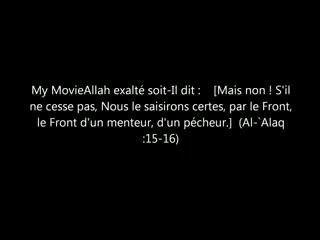 My MovieAllah exalté soit-Il dit :    [Mais non ! S'il
ne cesse pas, Nous le saisirons certes, par le Front,
le Front d'un menteur, d'un pécheur.]  (Al-`Alaq
:15-16)